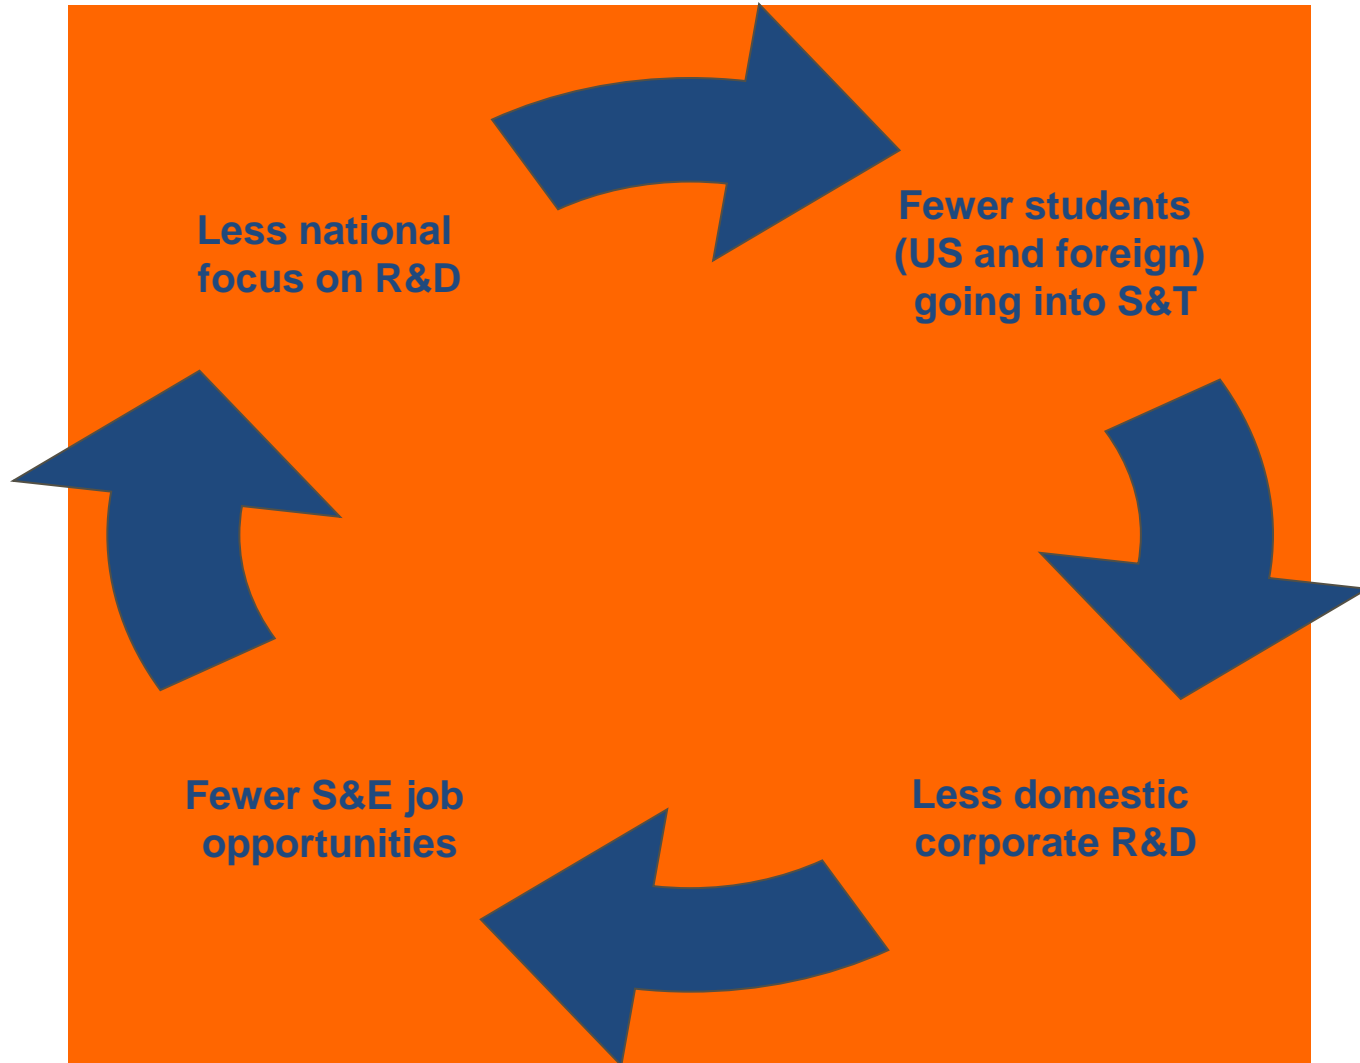 Less national
focus on R&D
Fewer students
(US and foreign)
going into S&T
Less domestic
corporate R&D
Fewer S&E job
opportunities